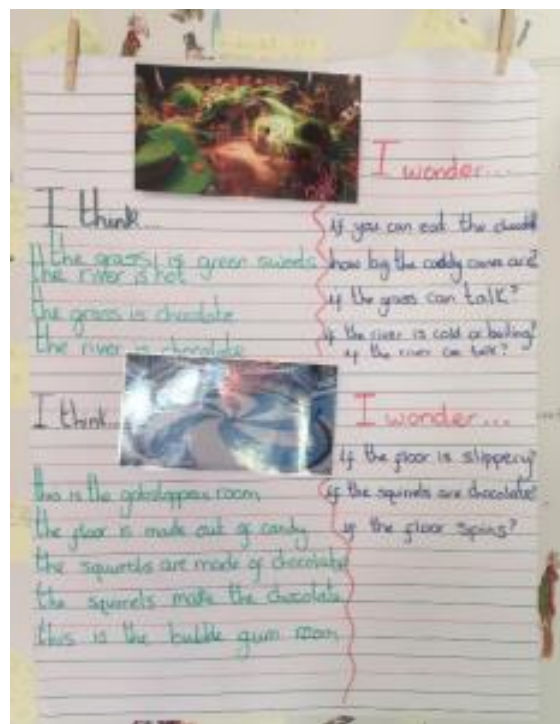 I wonder...
I think...
if you can eat the
the grass is green sweets
how big the are?
the river is hot
if the grass can talk?
the grass is chocolate
if the river is cold or boiling?
the river is chocolate
if the river can talk?
I think...
I wonder...
if the floor is slippery?
this is the gobstopper room
if the squirrels are chocolate?
the floor is made out of candy
if the floor spins?
the squirrels are made of chocolate
the squirrels make the chocolate
this is the bubble gum room